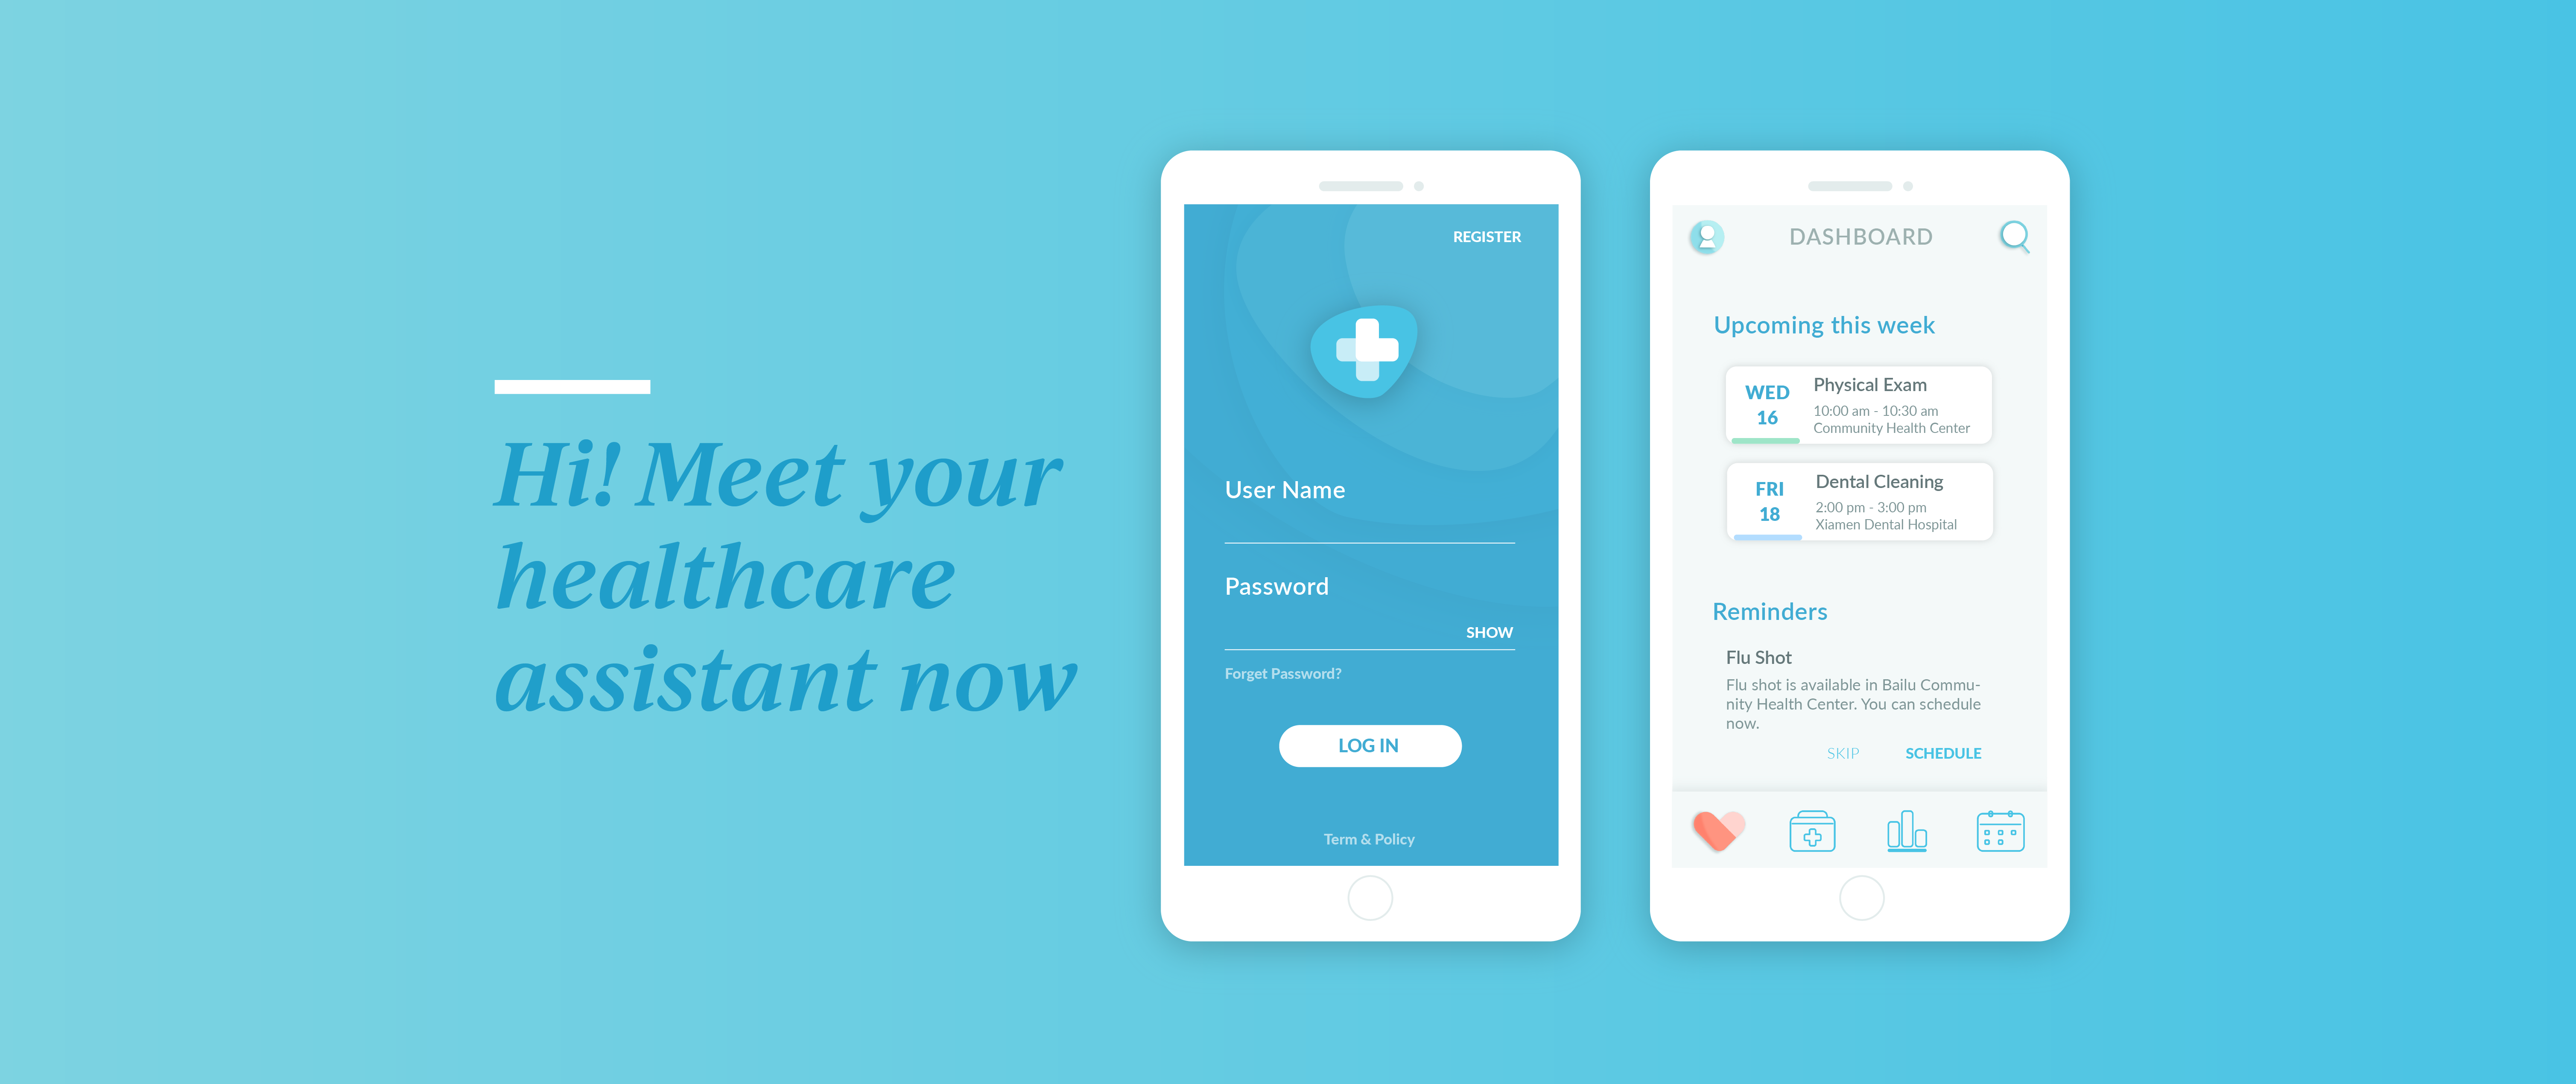 Hi! Meet your
healthcare
assistant now
REGISTER
User Name
Password
SHOW
Forget Password?
LOG IN
Term & Policy
DASHBOARD
Upcoming this week
WED
16
Physical Exam
10:00 am - 10:30 am
Community Health Center
FRI
18
Dental Cleaning
2:00 pm - 3:00 pm
Xiamen Dental Hospital
Reminders
Flu Shot
Flu shot is available in Bailu Commu-
nity Health Center. You can schedule
now.
SKIP SCHEDULE